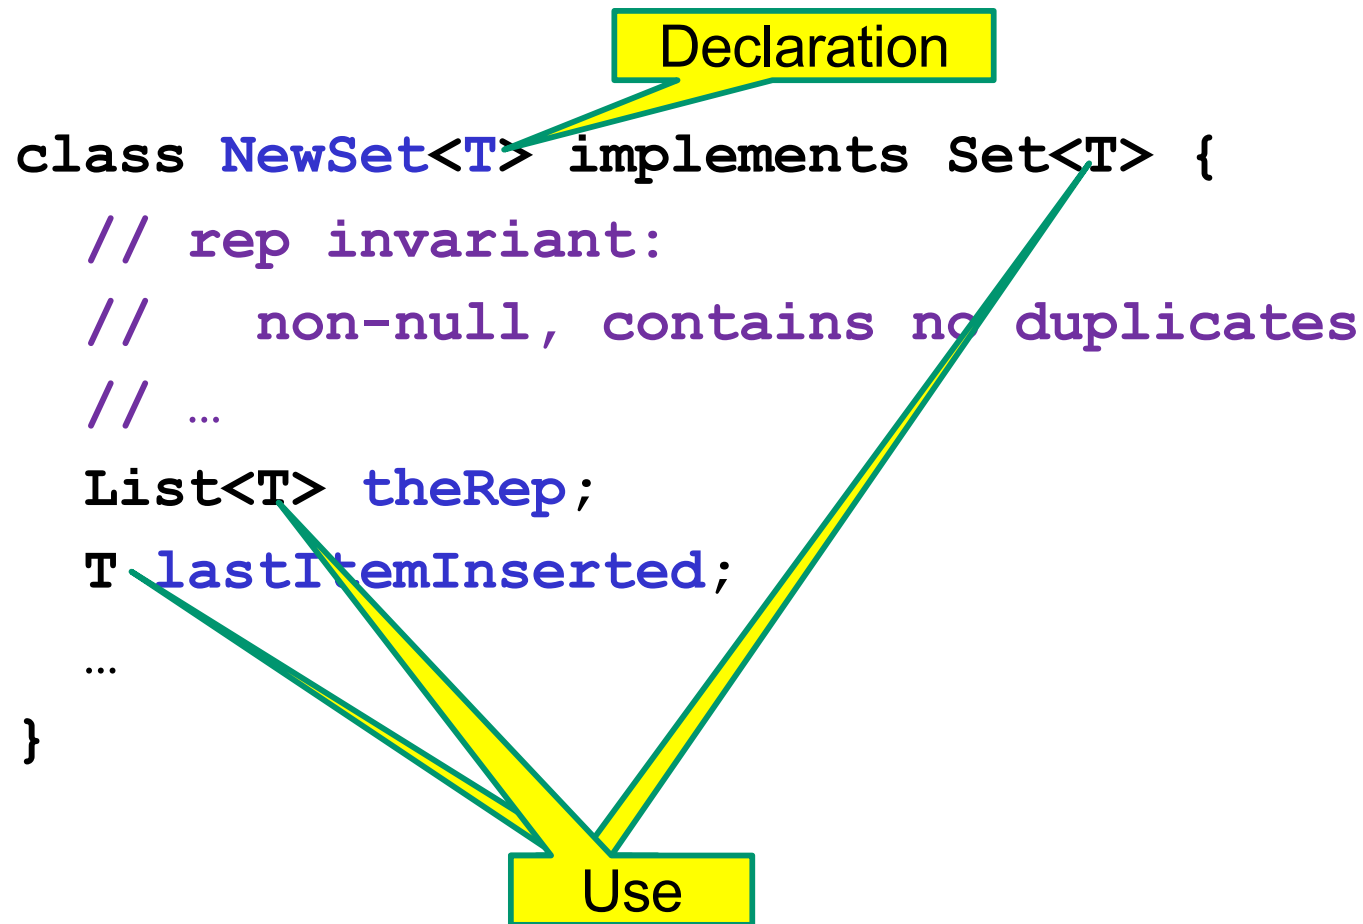 Declaration
class NewSet<T> implements Set<T> {
// rep invariant:
//   non-null, contains no duplicates
// …
List<T> theRep;
T lastItemInserted;
…
}
Use